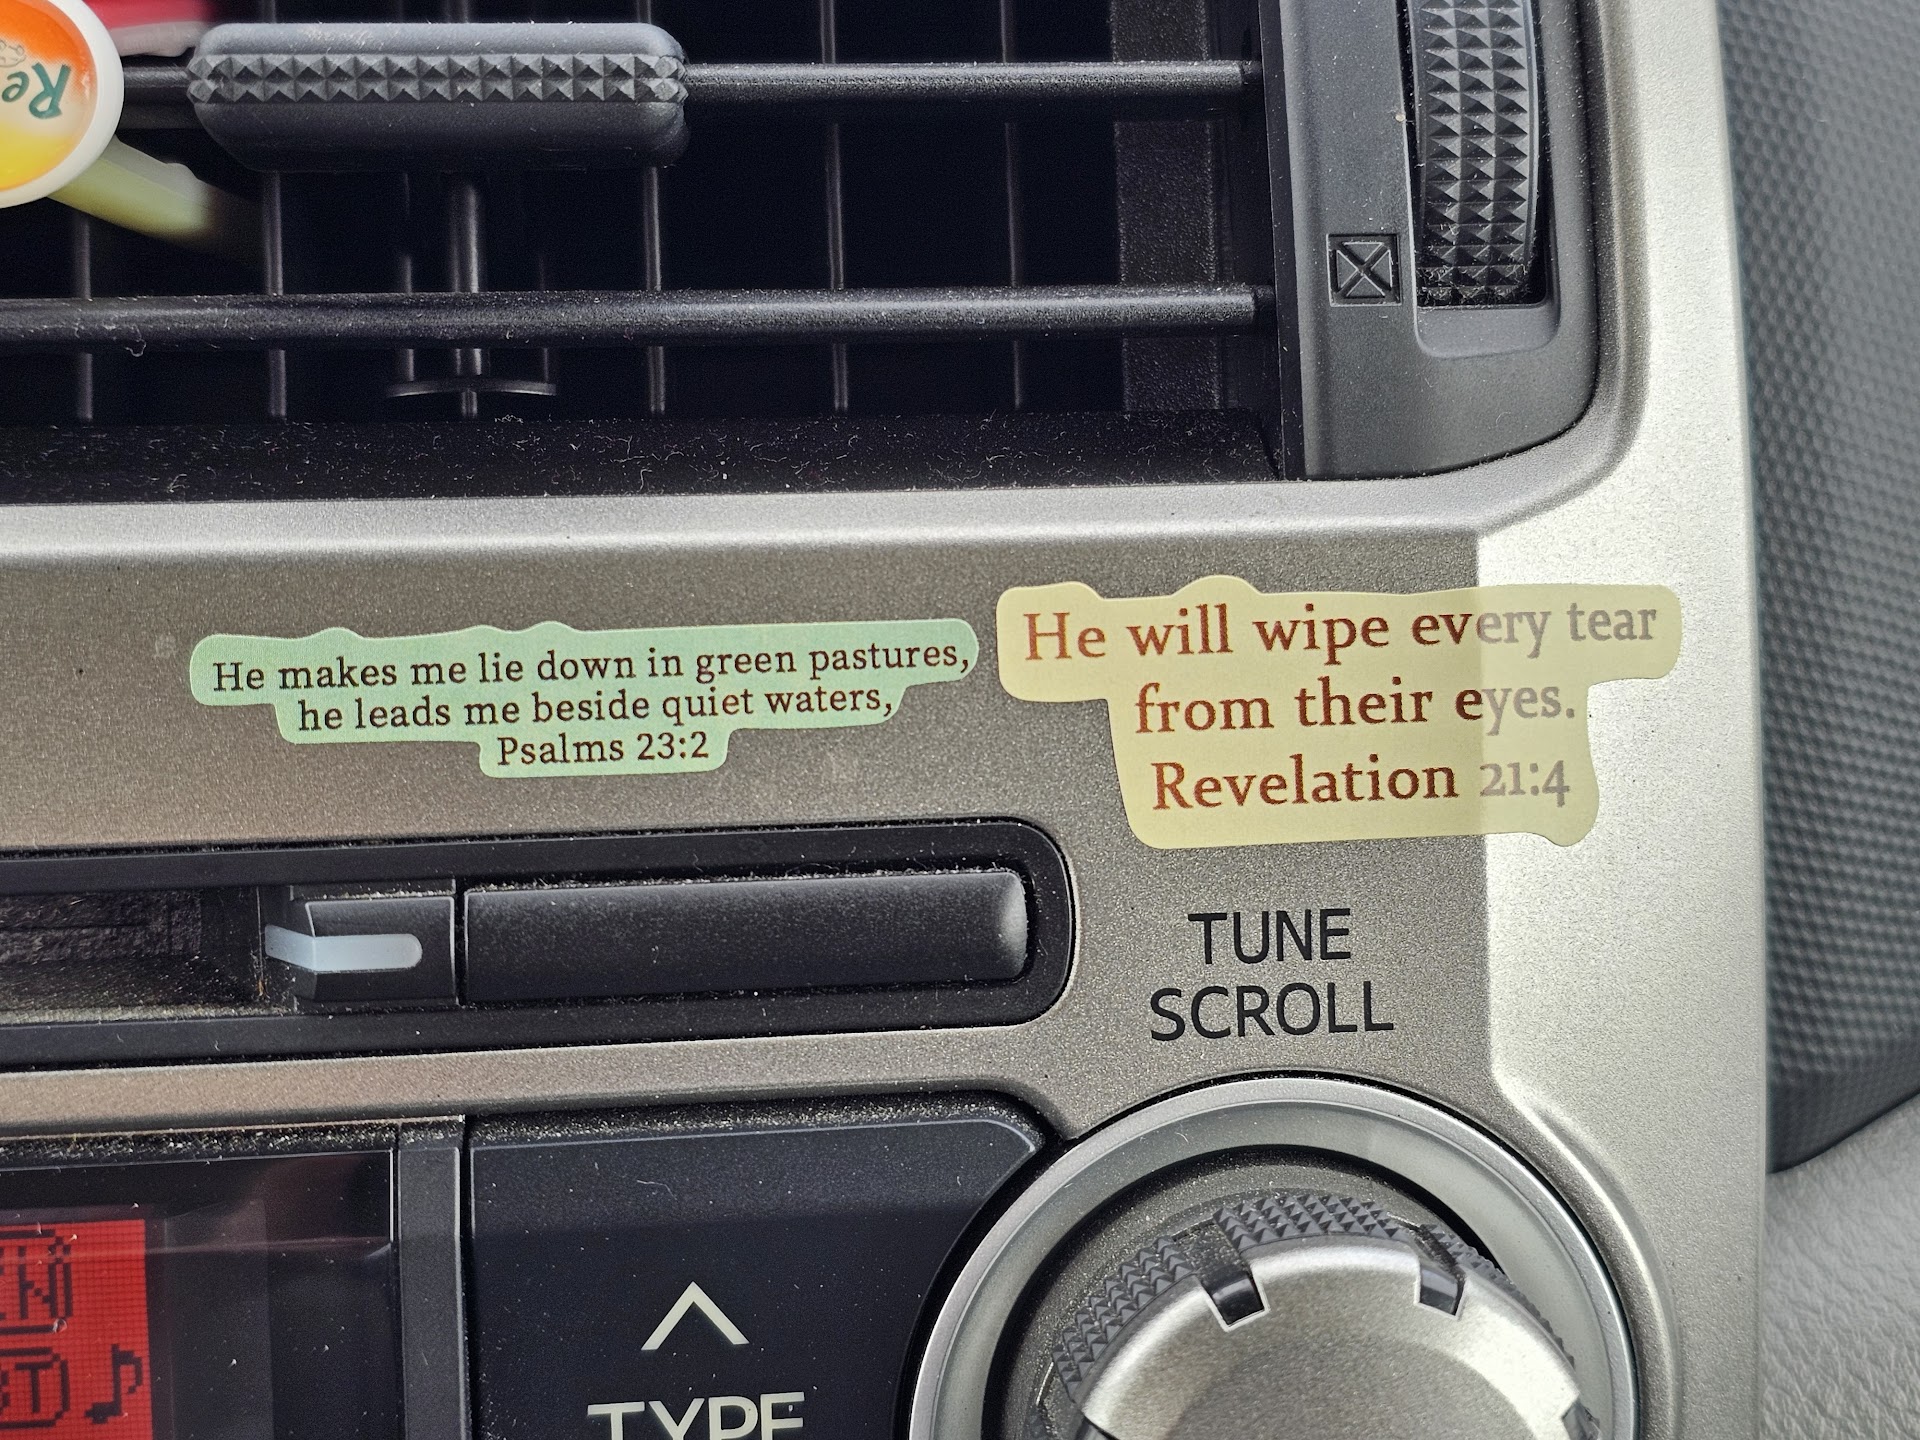 Re
He makes me lie down in green pastures,
he leads me beside quiet waters,
Psalms 23:2
He will wipe every tear
from their eyes.
Revelation 21:4
TUNE
SCROLL
TYPE